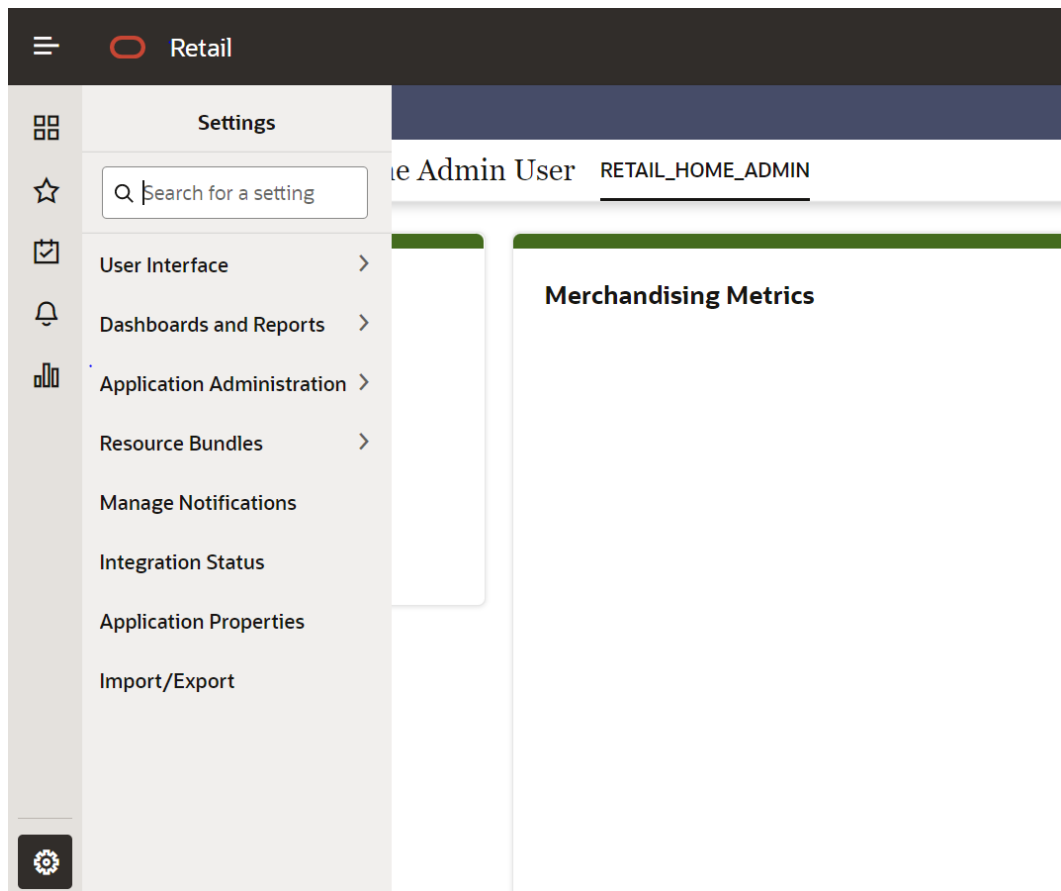 Retail
Settings
Search for a setting
e Admin User RETAIL_HOME_ADMIN
User Interface
Dashboards and Reports
Application Administration
Resource Bundles
Manage Notifications
Integration Status
Application Properties
Import/Export
Merchandising Metrics